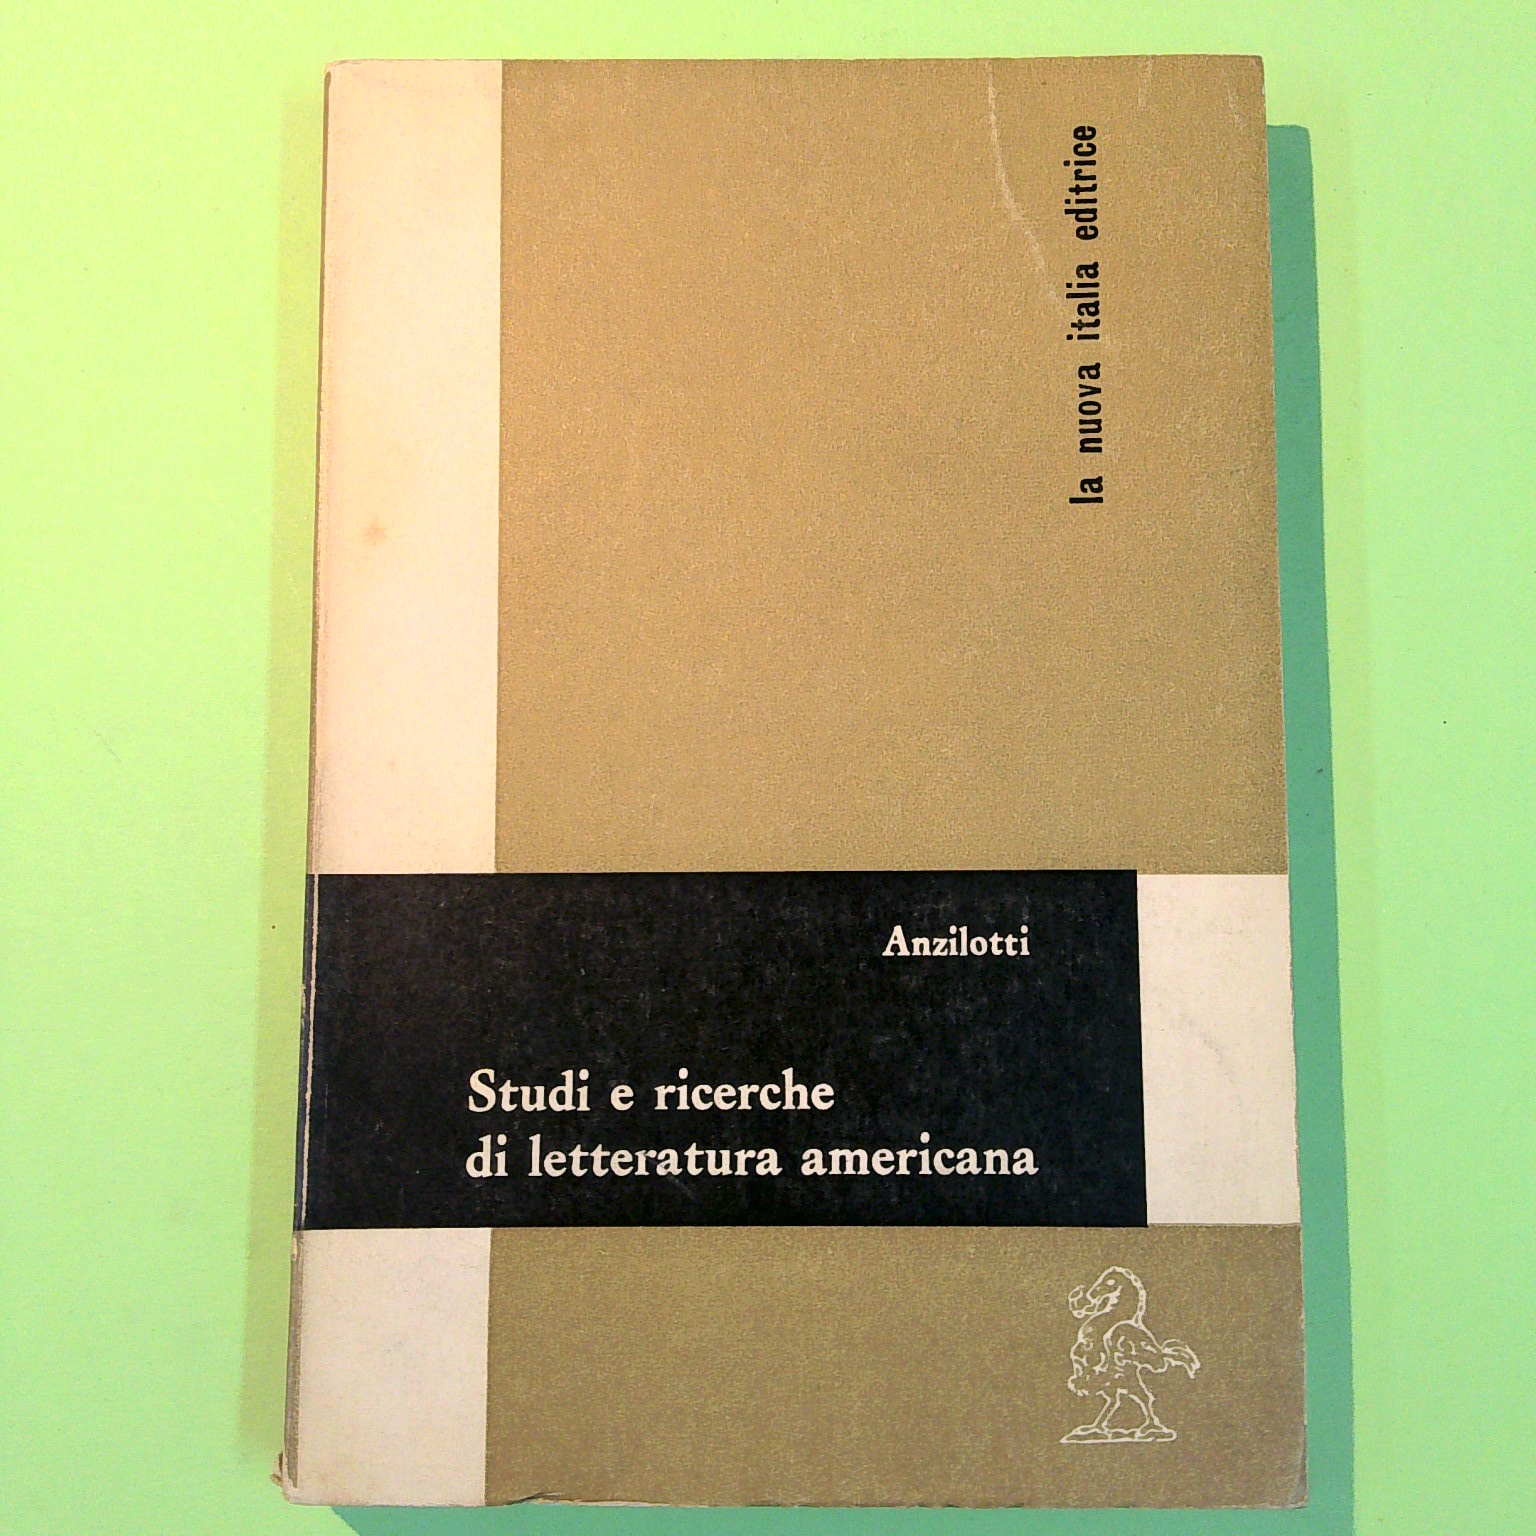 la nuova italia editrice
Anzilotti
Studi e ricerche
di letteratura americana